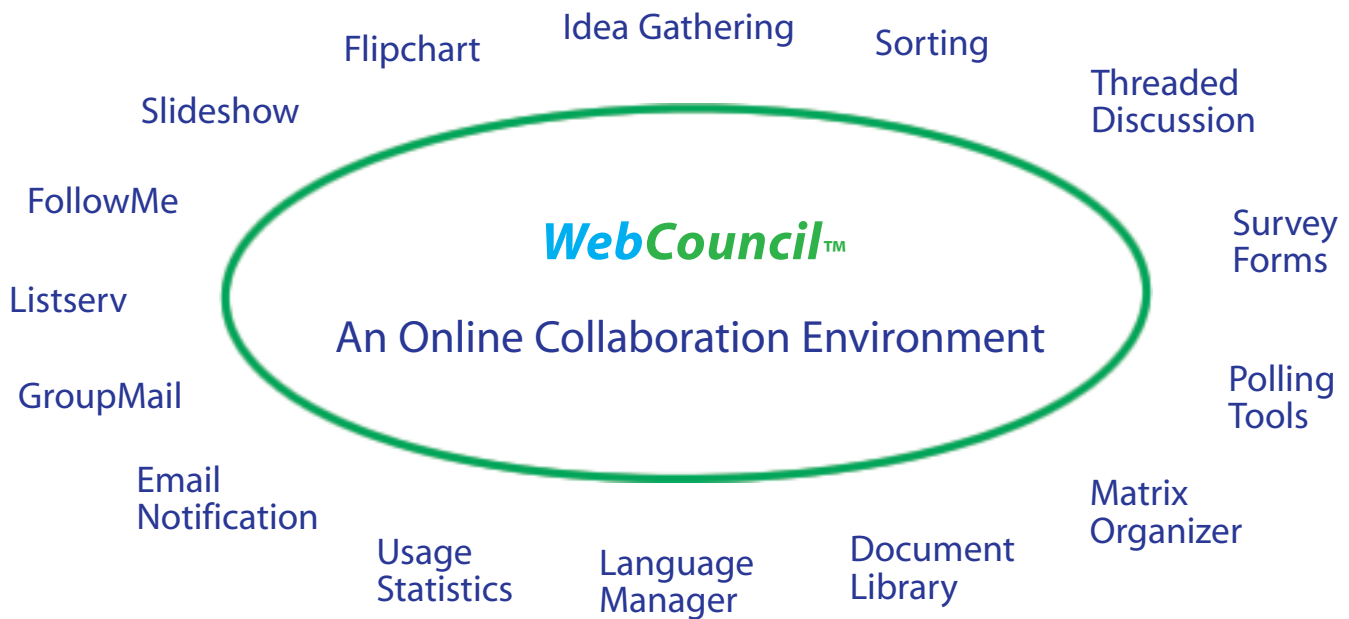 Idea Gathering
Sorting
Flipchart
Threaded
Discussion
Slideshow
FollowMe
Survey
Forms
WebCouncil™
Listserv
An Online Collaboration Environment
GroupMail
Polling
Tools
Email
Notification
Matrix
Organizer
Usage
Statistics
Language
Manager
Document
Library